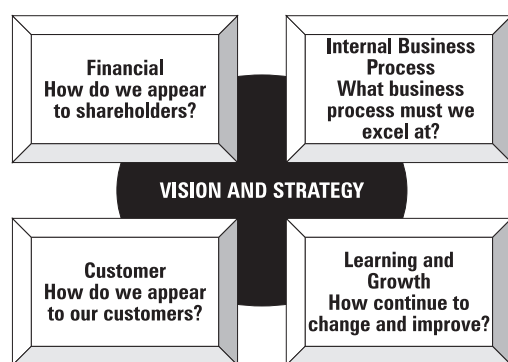 Financial
How do we appear
to shareholders?
Internal Business
Process
What business
process must we
excel at?
VISION AND STRATEGY
Customer
How do we appear
to our customers?
Learning and
Growth
How continue to
change and improve?